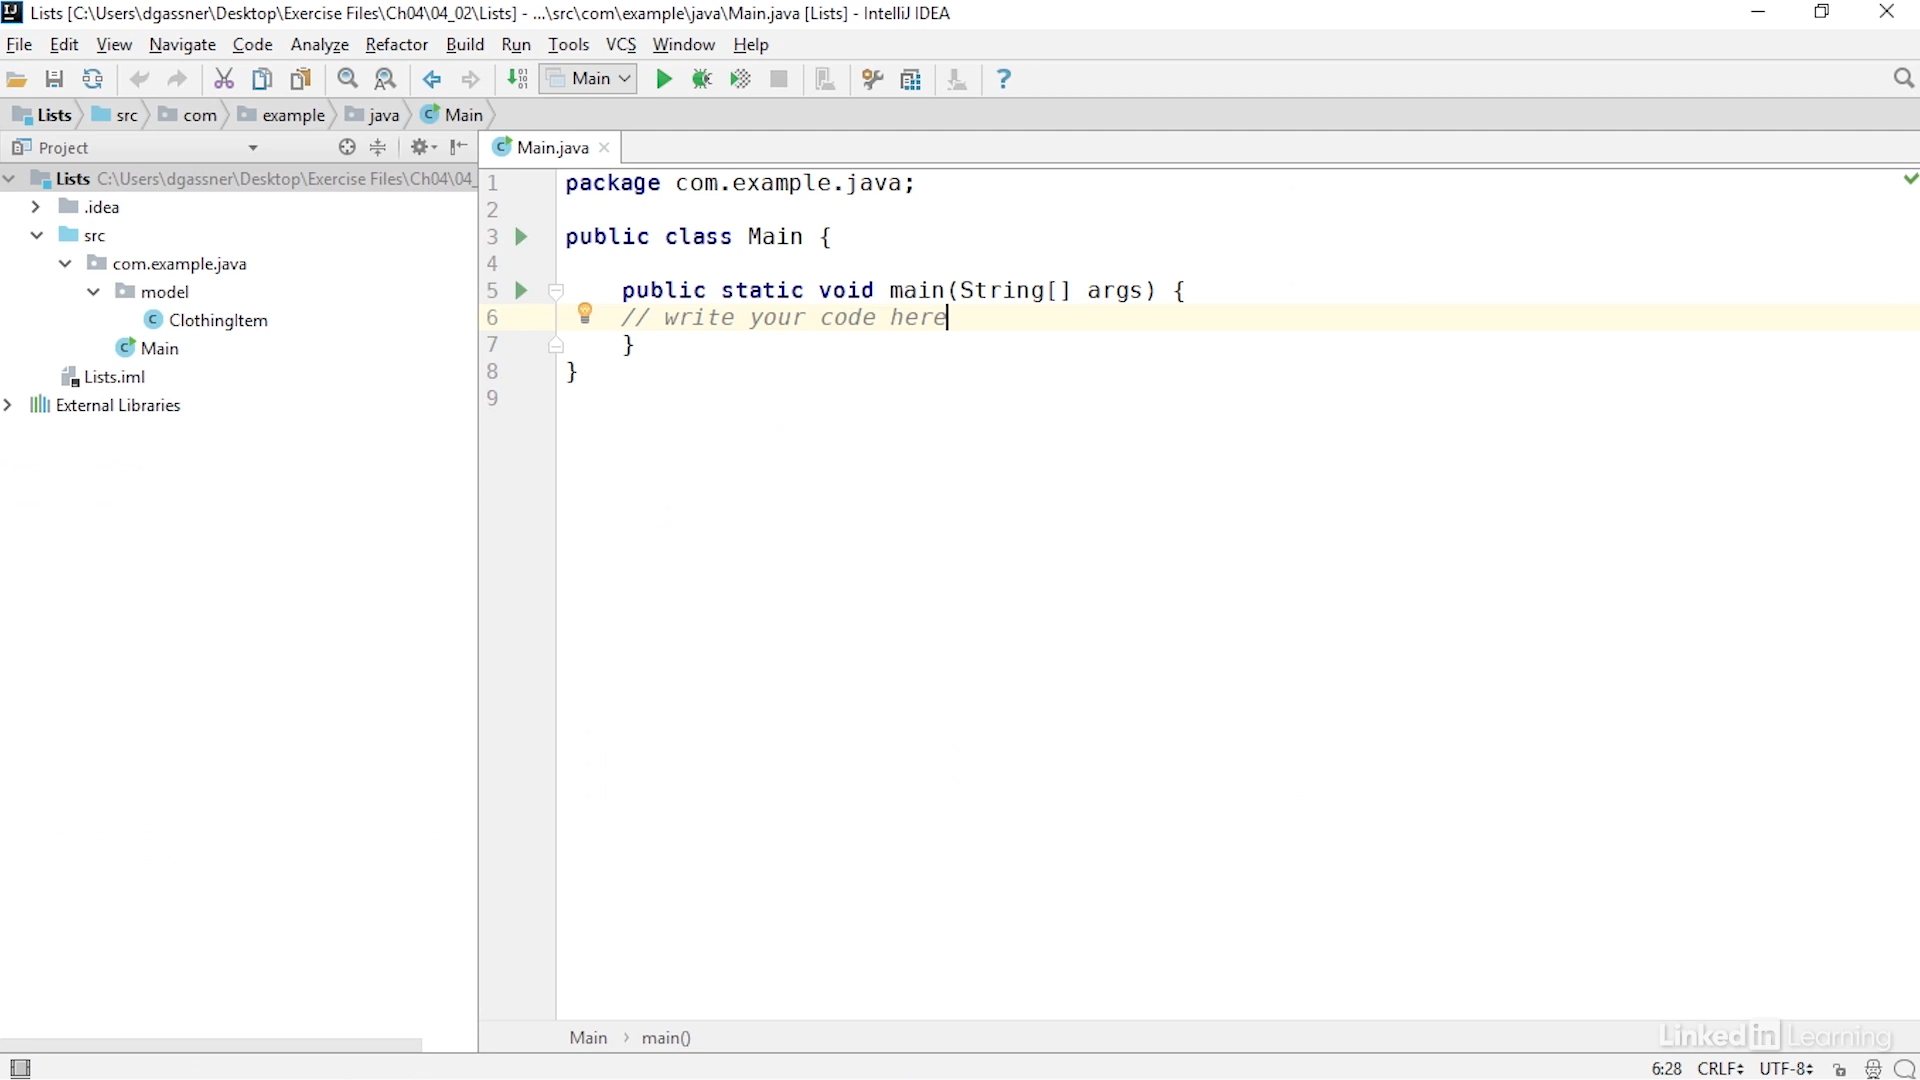 Lists [C:\Users\dgassner\Desktop\Exercise Files\Ch04\04_02\Lists] - ...\src\com\example\java\Main.java [Lists] - IntelliJ IDEA
File Edit View Navigate Code Analyze Refactor Build Run Tools VCS Window Help
Main
Lists src com example java Main
Project
Main.java
Lists C:\Users\dgassner\Desktop\Exercise Files\Ch04\04_
.idea
src
com.example.java
model
ClothingItem
Main
Lists.iml
External Libraries
1 package com.example.java;
2
3 public class Main {
4
5 public static void main(String[] args) {
6 // write your code here
7 }
8 }
9
Main › main()
Linked in Learning
6:28 CRLF UTF-8